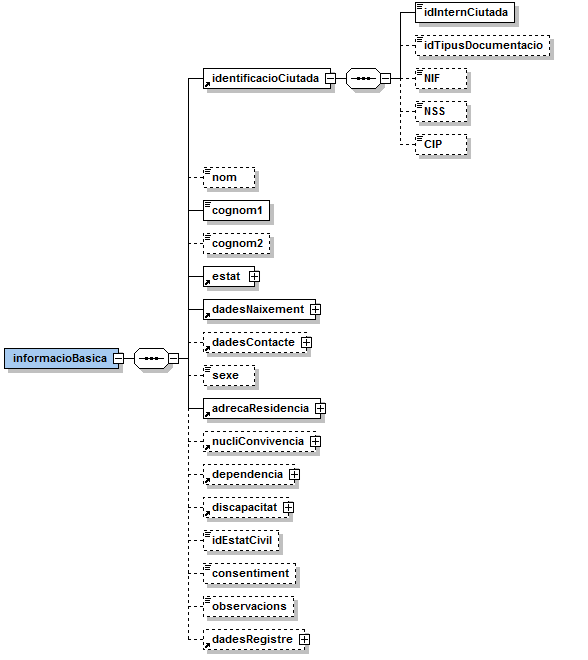 idInternCiutada
idTipusDocumentacio
identificacioCiutada
NIF
NSS
CIP
nom
cognom1
cognom2
estat
dadesNaixement
dadesContacte
informacioBasica
sexe
adrecaResidencia
nucliConvivencia
dependencia
discapacitat
idEstatCivil
consentiment
observacions
dadesRegistre